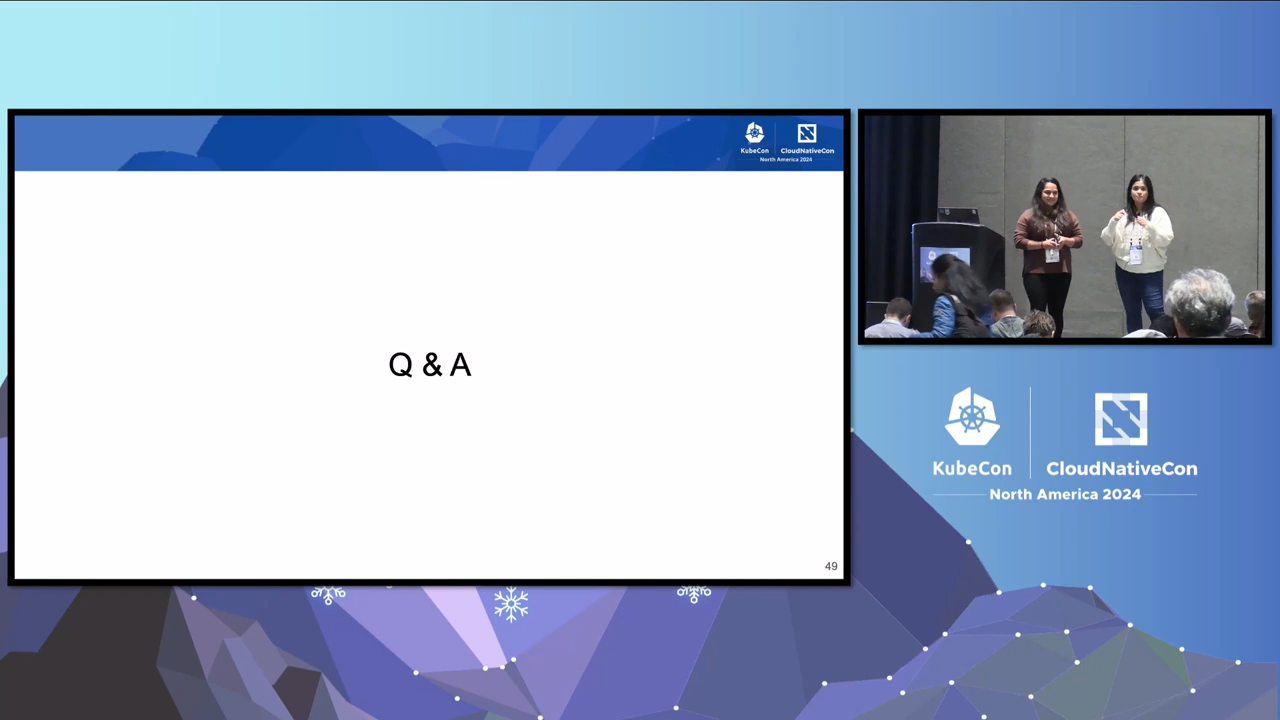 KubeCon
CloudNativeCon
North America 2024
Q & A
49
KubeCon
CloudNativeCon
North America 2024